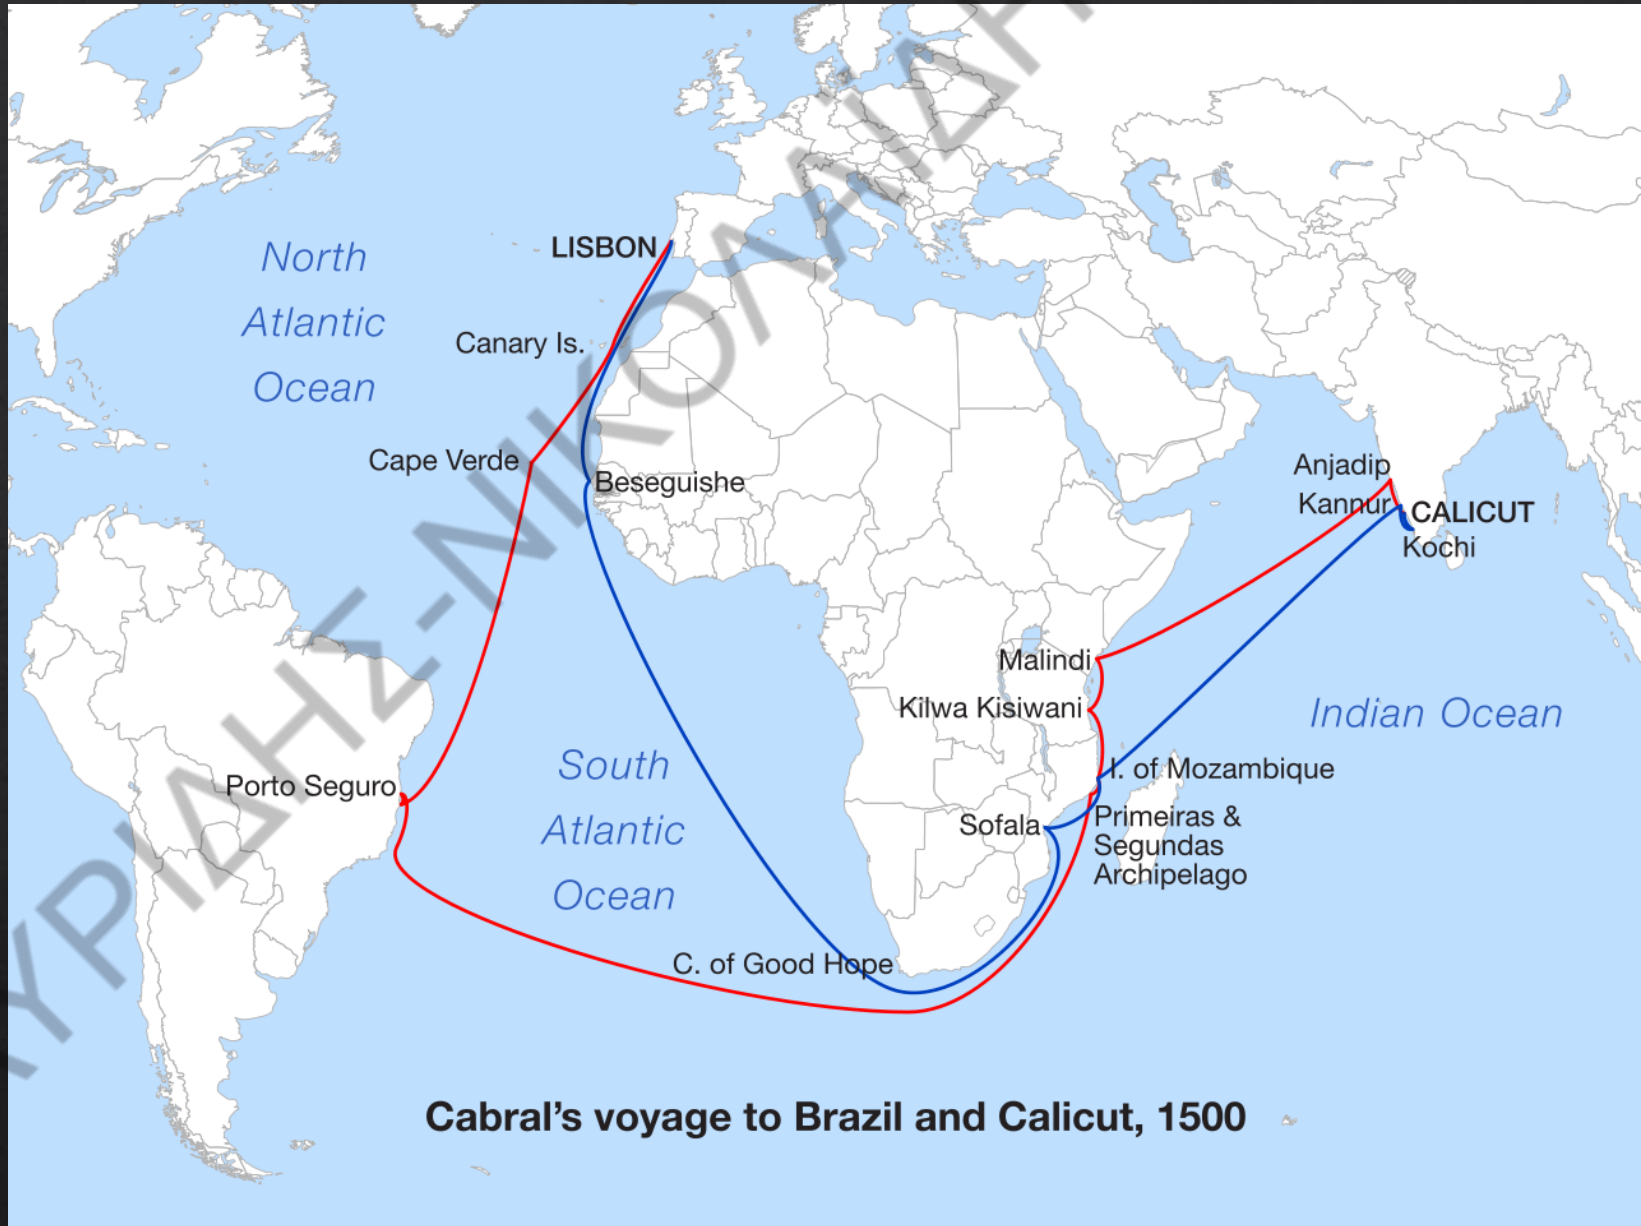 North
Atlantic
Ocean
LISBON
Canary Is.
Cape Verde
Beseguishe
Anjadip
Kannur
CALICUT
Kochi
Malindi
Kilwa Kisiwani
Indian Ocean
I. of Mozambique
Porto Seguro
South
Atlantic
Ocean
Sofala
Primeiras &
Segundas
Archipelago
C. of Good Hope
Cabral’s voyage to Brazil and Calicut, 1500
ΥΡΙΔΗΣ-ΝΙΚΟΛΑΪΔΗ